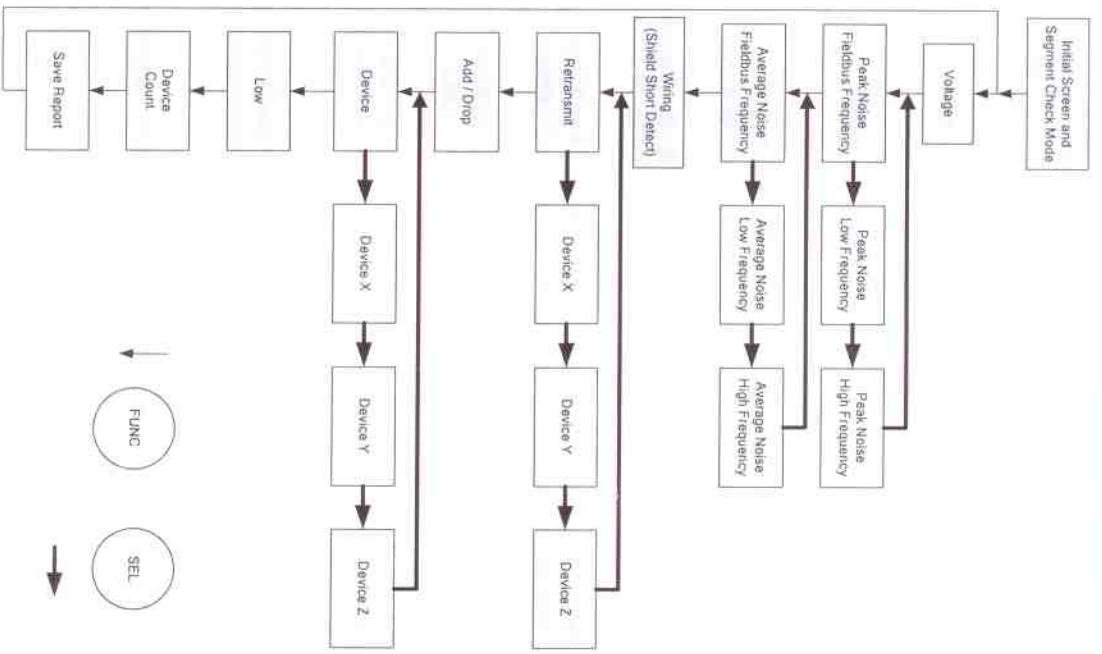 Initial Screen and
Segment Check Mode
Voltage
Peak Noise
Fieldbus Frequency
Peak Noise
Low Frequency
Peak Noise
High Frequency
Average Noise
Fieldbus Frequency
Average Noise
Low Frequency
Average Noise
High Frequency
Wiring
(Shield Short Detect)
Retransmit
Device X
Device Y
Device Z
Add / Drop
Device
Device X
Device Y
Device Z
Low
Device
Count
Save Report
FUNC
SEL